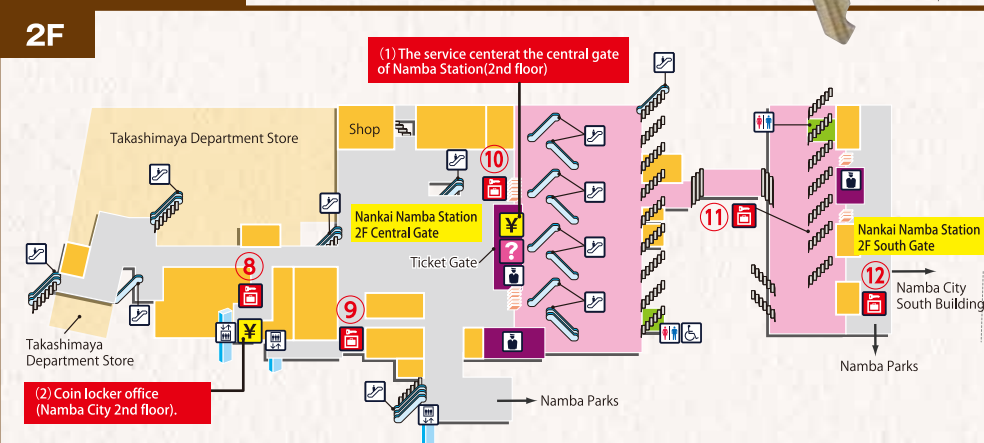 2F
(1) The service centerat the central gate
of Namba Station(2nd floor)
Takashimaya Department Store
Shop
10
Nankai Namba Station
2F Central Gate
¥
?
Ticket Gate
11
Nankai Namba Station
2F South Gate
12
Namba City
South Building
Namba Parks
8
9
¥
Takashimaya
Department Store
(2) Coin locker office
(Namba City 2nd floor).
Namba Parks